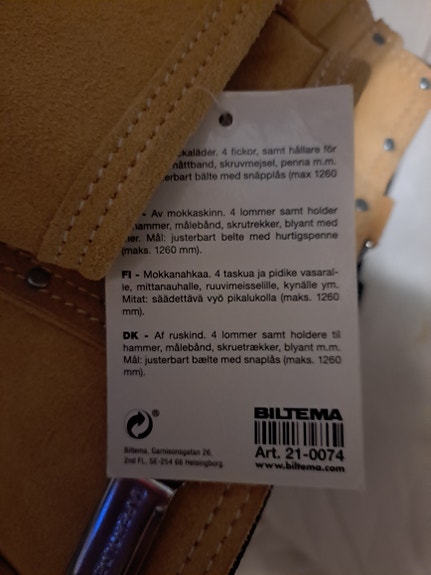 4 fickor, samt hållare för
skruvmejsel, penna m.m.
bälte med snäpplås (max 1260
- Av mokkaskinn. 4 lommer samt holder
hammer, målebånd, skrutrekker, blyant med
Mål: justerbart belte med hurtigspenne
(maks. 1260 mm).
FI - Mokkanahkaa. 4 taskua ja pidike vasaral-
le, mittanauhalle, ruuvimeisselille, kynälle ym.
Mitat: säädettävä vyö pikalukolla (maks. 1260
mm).
DK - Af ruskind. 4 lommer samt holdere til
hammer, målebånd, skruetrækker, blyant m.m.
Mål: justerbart bælte med snaplås (maks. 1260
mm).
®
BILTEMA
Biltema, Garnisonsgatan 26,
2nd FL, SE-254 66 Helsingborg.
Art. 21-0074
www.biltema.com